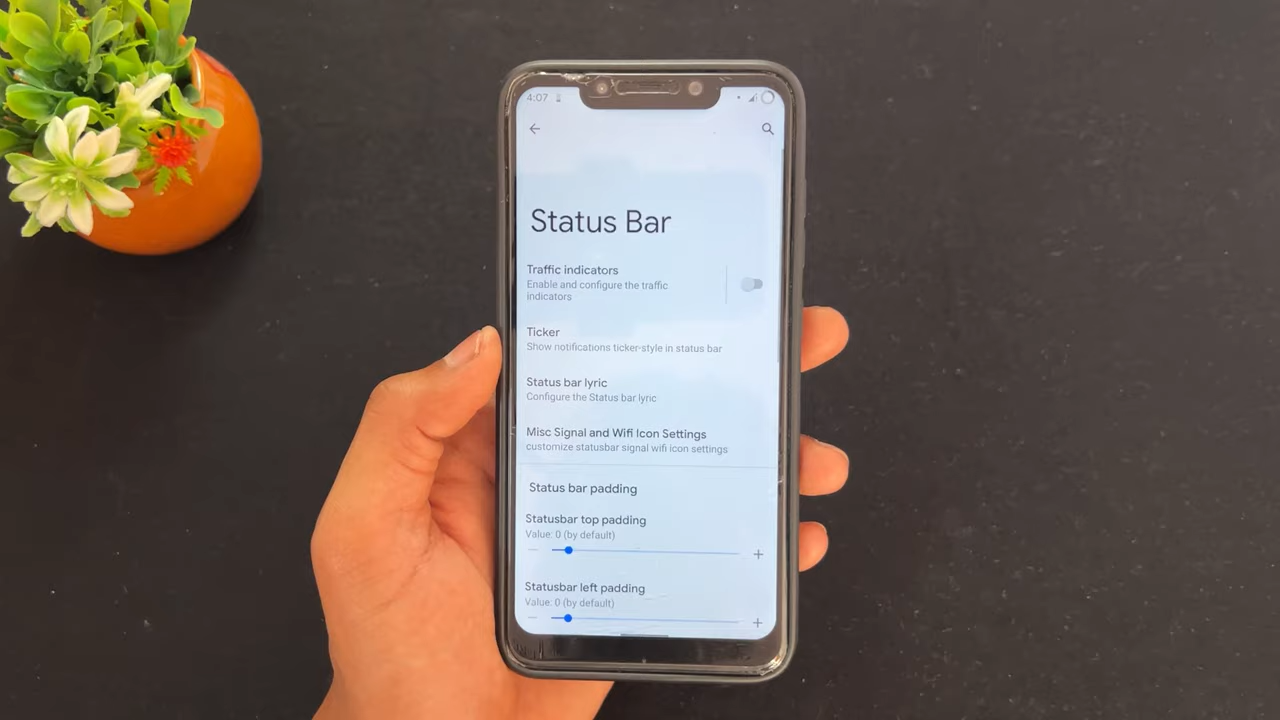 4:07
Status Bar
Traffic indicators
Enable and configure the traffic
indicators
Ticker
Show notifications ticker-style in status bar
Status bar lyric
Configure the Status bar lyric
Misc Signal and Wifi Icon Settings
customize statusbar signal wifi icon settings
Status bar padding
Statusbar top padding
Value: 0 (by default)
Statusbar left padding
Value: 0 (by default)